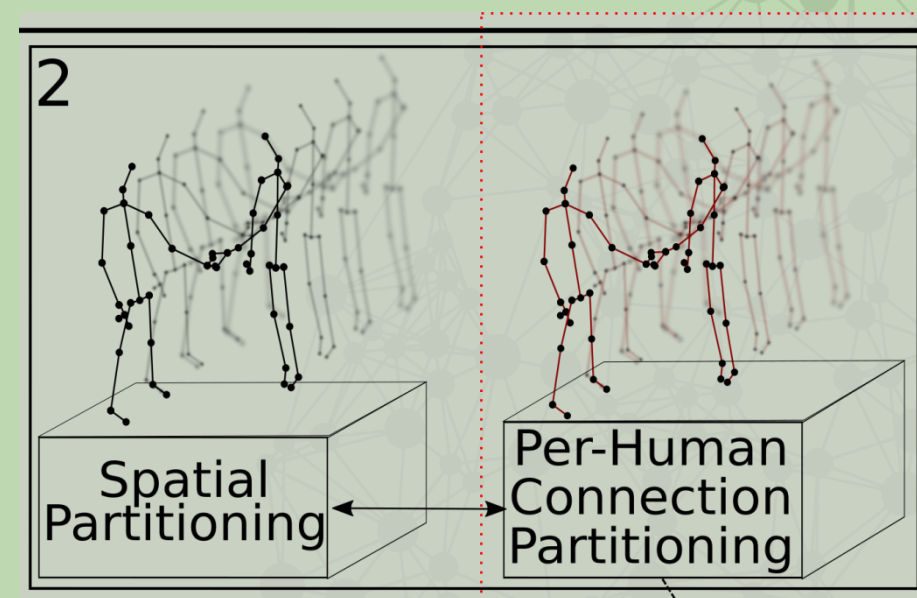 2
Spatial
Partitioning
Per-Human
Connection
Partitioning